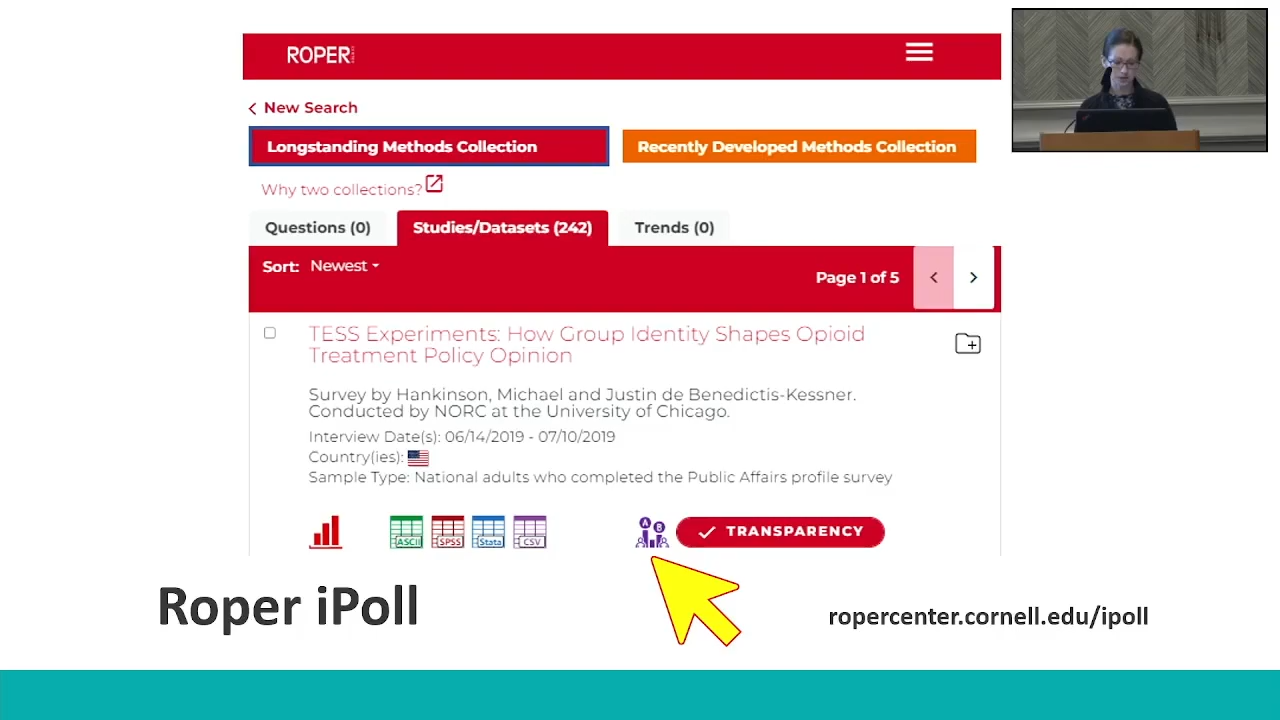 ROPER
New Search
Longstanding Methods Collection
Recently Developed Methods Collection
Why two collections?
Questions (0)
Studies/Datasets (242)
Trends (0)
Sort: Newest
Page 1 of 5
TESS Experiments: How Group Identity Shapes Opioid
Treatment Policy Opinion
Survey by Hankinson, Michael and Justin de Benedictis-Kessner.
Conducted by NORC at the University of Chicago.
Interview Date(s): 06/14/2019 - 07/10/2019
Country(ies):
Sample Type: National adults who completed the Public Affairs profile survey
ASCII
SPSS
Stata
CSV
A
B
TRANSPARENCY
Roper iPoll
ropercenter.cornell.edu/ipoll